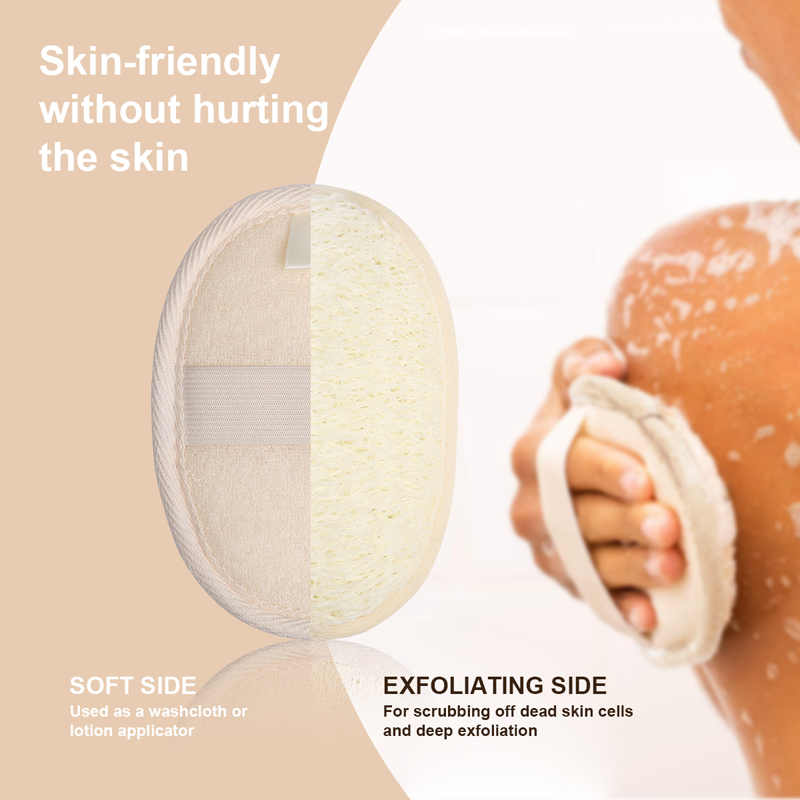 Skin-friendly
without hurting
the skin
SOFT SIDE
Used as a washcloth or
lotion applicator
EXFOLIATING SIDE
For scrubbing off dead skin cells
and deep exfoliation